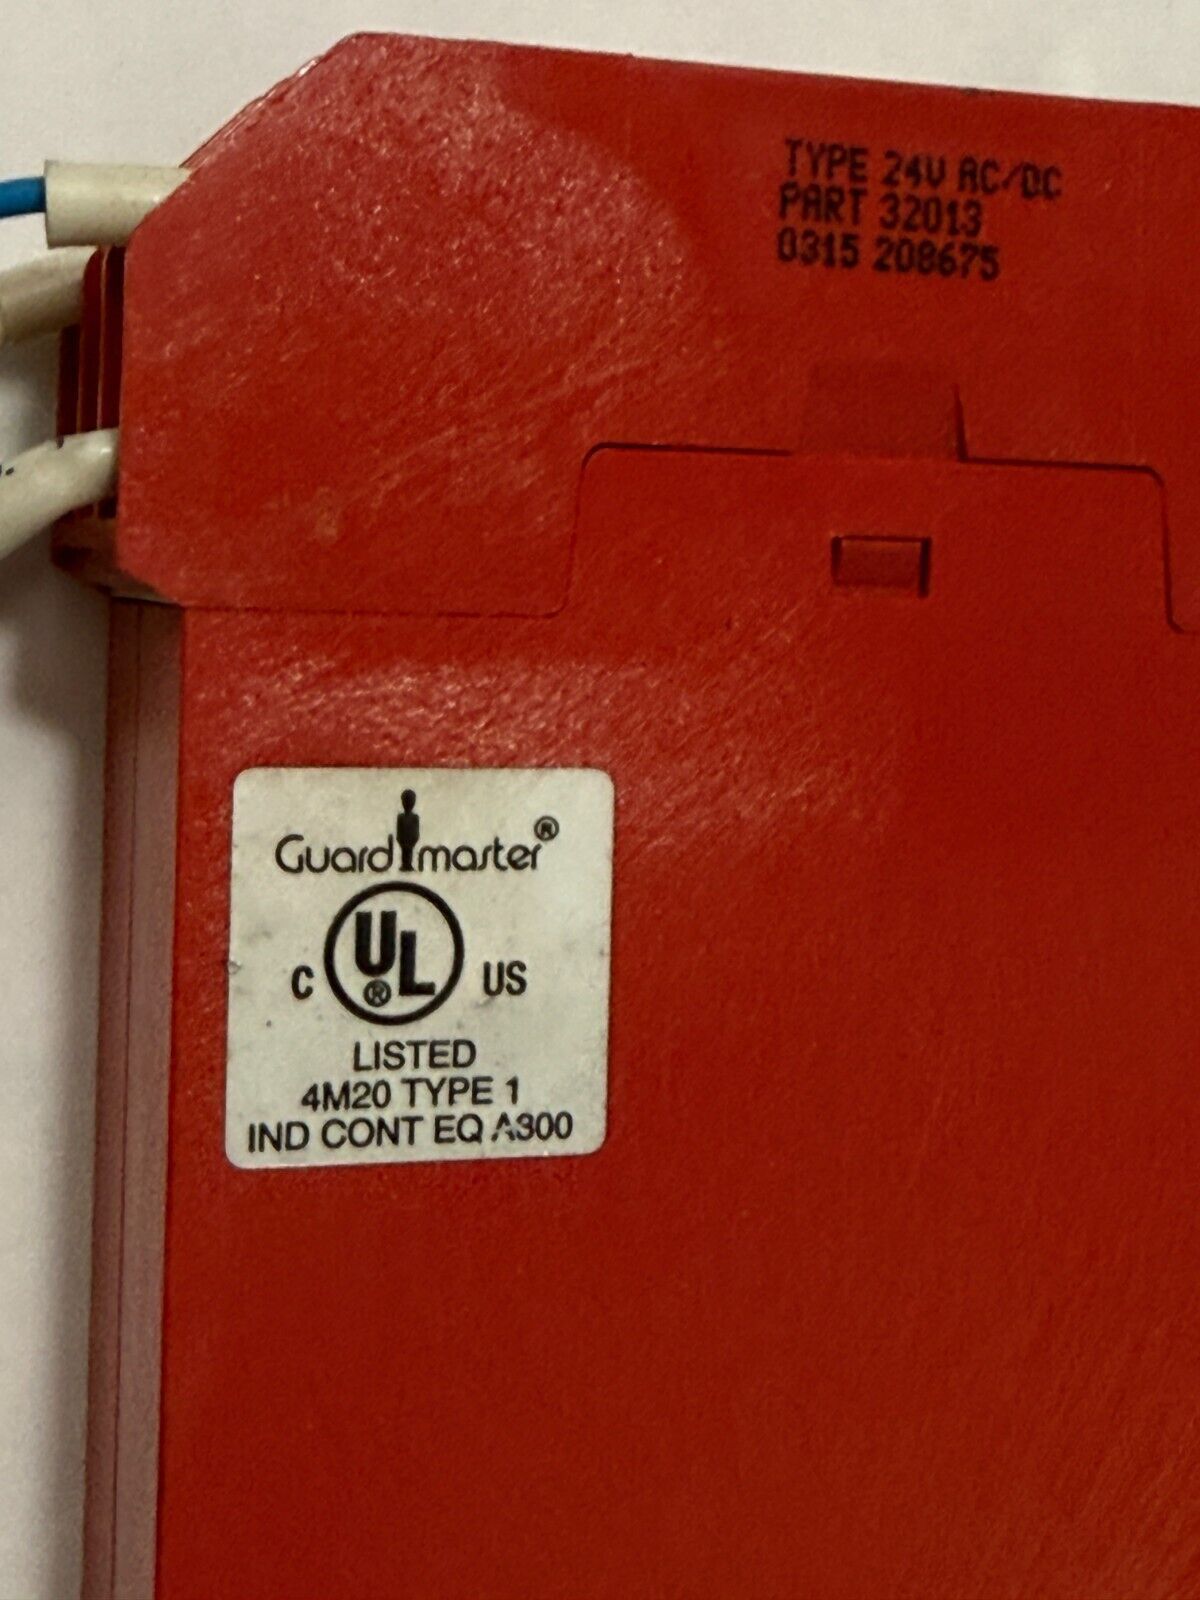 TYPE 24V AC/DC
PART 32013
0315 208675
Guardmaster®
C UL® US
LISTED
4M20 TYPE 1
IND CONT EQ A300